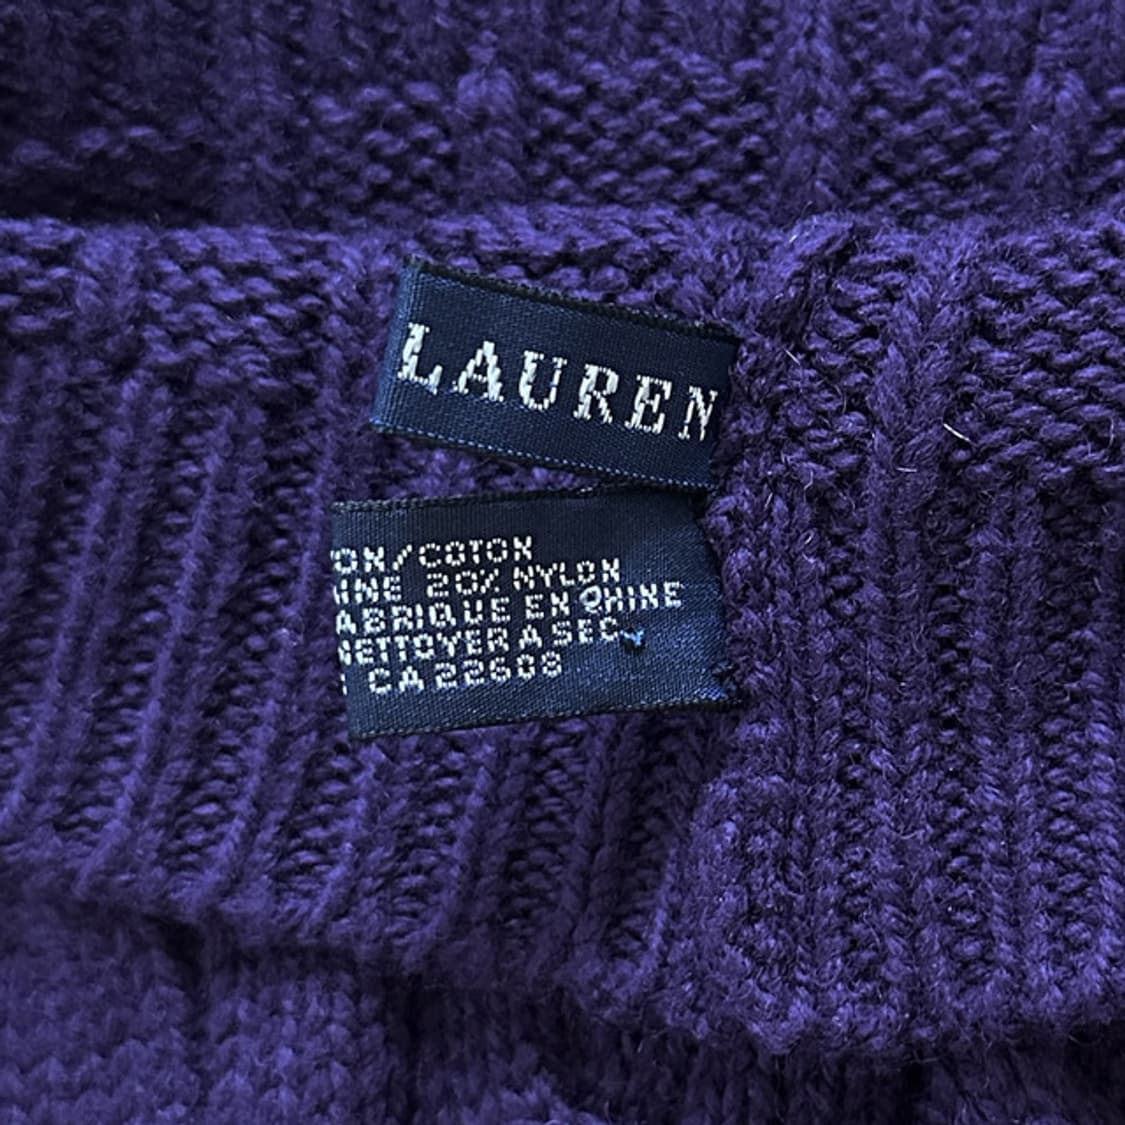 LAUREN
ON/COTON
INE 20% NYLON
ABRIQUE EN CHINE
NETTOYER A SEC
: CA 22608